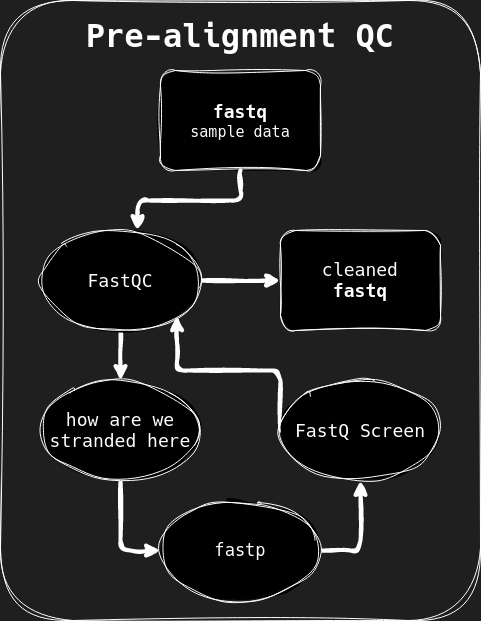 Pre-alignment QC
fastq
sample data
FastQC
cleaned
fastq
how are we
stranded here
FastQ Screen
fastp